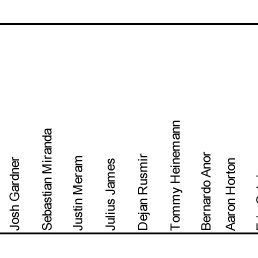 Josh Gardner
Sebastian Miranda
Justin Meram
Julius James
Dejan Rusmir
Tommy Heinemann
Bernardo Anor
Aaron Horton